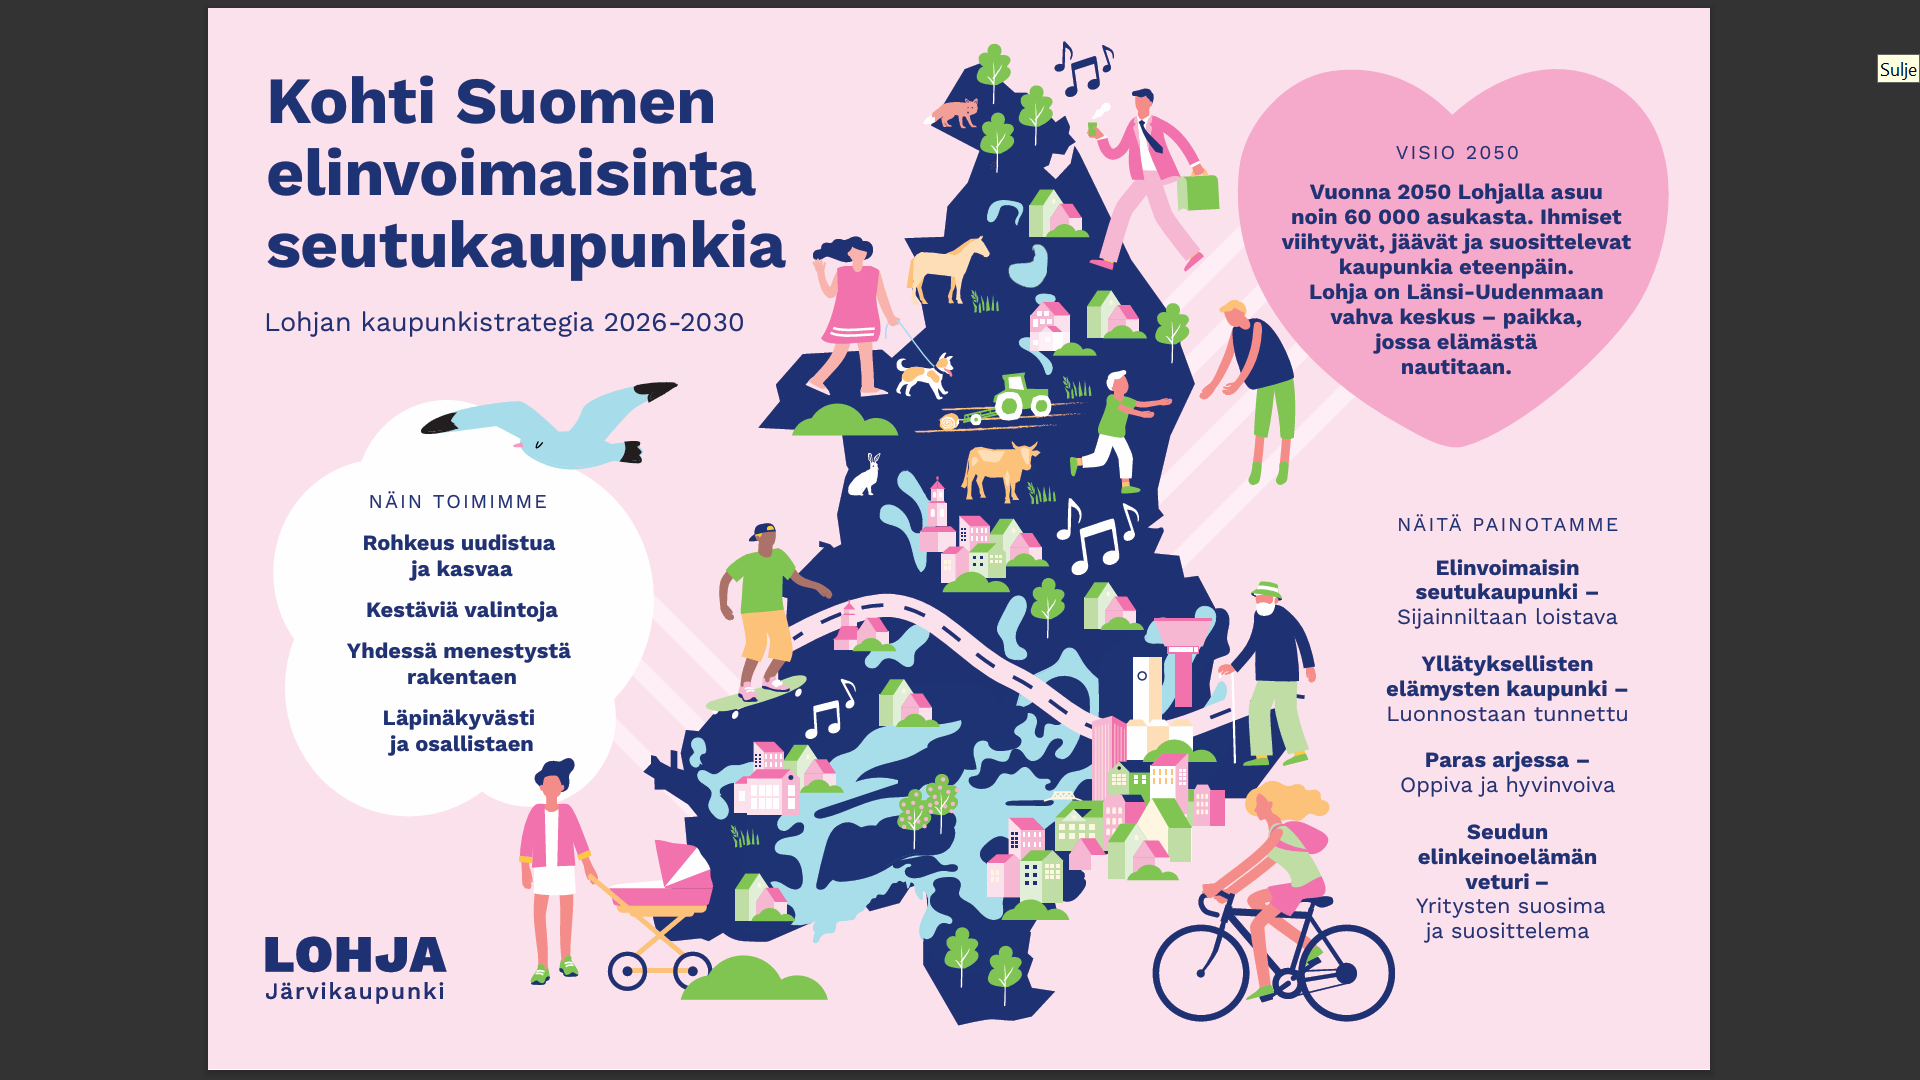 Kohti Suomen
elinvoimaisinta
seutukaupunkia
Lohjan kaupunkistrategia 2026-2030
NÄIN TOIMIMME
Rohkeus uudistua
ja kasvaa
Kestäviä valintoja
Yhdessä menestystä
rakentaen
Läpinäkyvästi
ja osallistaen
LOHJA
Järvikaupunki
VISIO 2050
Vuonna 2050 Lohjalla asuu
noin 60 000 asukasta. Ihmiset
viihtyvät, jäävät ja suosittelevat
kaupunkia eteenpäin.
Lohja on Länsi-Uudenmaan
vahva keskus – paikka,
jossa elämästä
nautitaan.
NÄITÄ PAINOTAMME
Elinvoimaisin
seutukaupunki –
Sijainniltaan loistava
Yllätyksellisten
elämysten kaupunki –
Luonnostaan tunnettu
Paras arjessa –
Oppiva ja hyvinvoiva
Seudun
elinkeinoelämän
veturi –
Yritysten suosima
ja suosittelema
Sulje